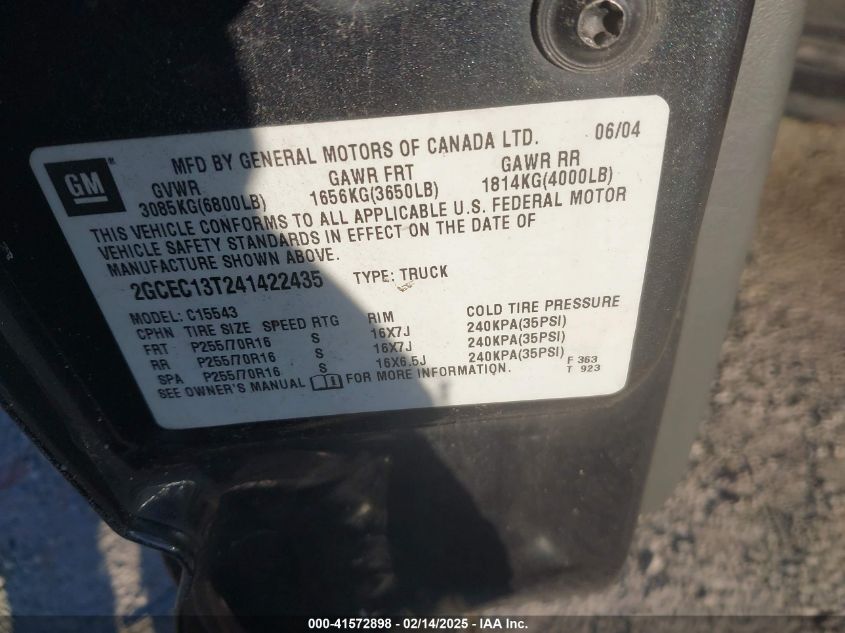 MFD BY GENERAL MOTORS OF CANADA LTD. 06/04
GM
GVWR GAWR FRT GAWR RR
3085KG(6800LB) 1656KG(3650LB) 1814KG(4000LB)
THIS VEHICLE CONFORMS TO ALL APPLICABLE U.S. FEDERAL MOTOR
VEHICLE SAFETY STANDARDS IN EFFECT ON THE DATE OF
MANUFACTURE SHOWN ABOVE.
2GCEC13T241422435 TYPE: TRUCK
MODEL: C15543
CPHN TIRE SIZE SPEED RTG RIM COLD TIRE PRESSURE
FRT P255/70R16 S 16X7J 240KPA(35PSI)
RR P255/70R16 S 16X7J 240KPA(35PSI)
SPA P255/70R16 S 16X6.5J 240KPA(35PSI)
SEE OWNER'S MANUAL FOR MORE INFORMATION.
F 363
T 923
000-41572898 - 02/14/2025 - IAA Inc.